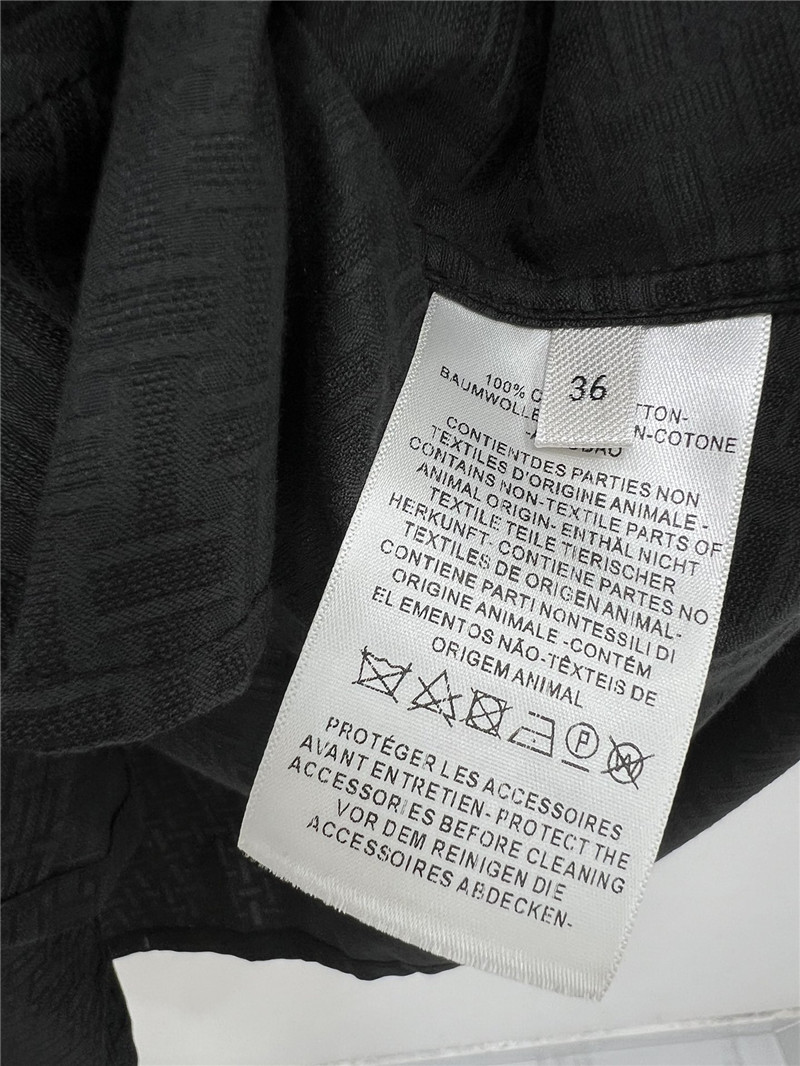 36
100% TTON-
BAUMWOLLE N-COTONE
CONTIENTDES PARTIES NON
TEXTILES D'ORIGINE ANIMALE -
CONTAINS NON-TEXTILE PARTS OF
ANIMAL ORIGIN- ENTHÄL NICHT
TEXTILE TEILE TIERISCHER
HERKUNFT. CONTIENE PARTES NO
TEXTILES DE ORIGEN ANIMAL-
CONTIENE PARTI NONTESSILI DI
ORIGINE ANIMALE -CONTÉM
EL EMENTOS NÃO-TÊXTEIS DE
ORIGEM ANIMAL
P
W
PROTÉGER LES ACCESSOIRES
AVANT ENTRETIEN- PROTECT THE
ACCESSORIES BEFORE CLEANING
VOR DEM REINIGEN DIE
ACCESSOIRES ABDECKEN-